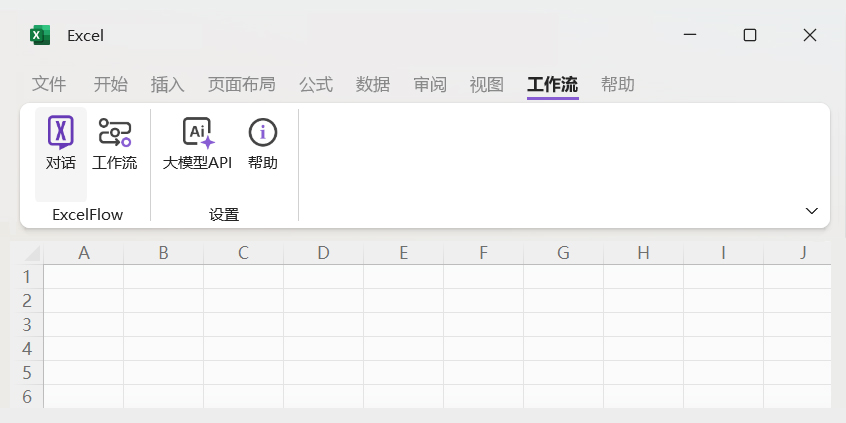 Excel
文件 开始 插入 页面布局 公式 数据 审阅 视图 工作流 帮助
Ai
对话 工作流 大模型API 帮助
ExcelFlow 设置
A B C D E F G H I J
1
2
3
4
5
6